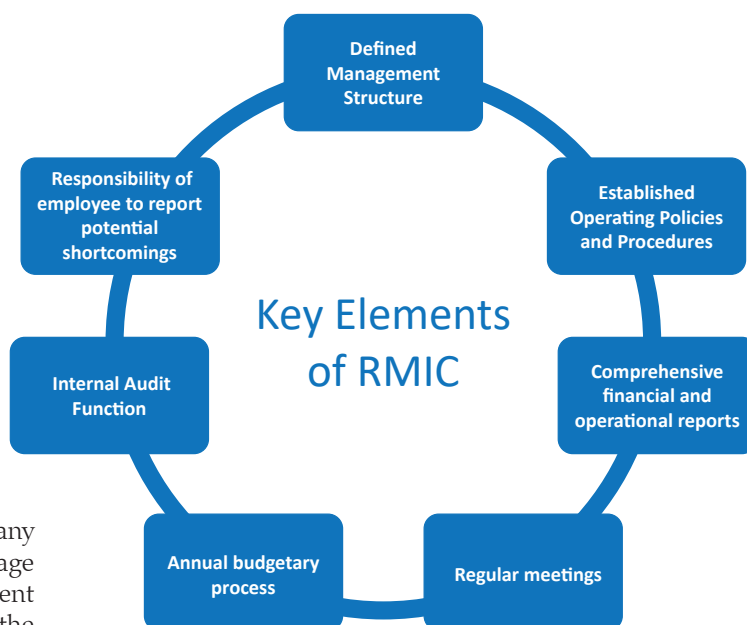 Defined
Management
Structure
Responsibility of
employee to report
potential
shortcomings
Established
Operating Policies
and Procedures
Key Elements
of RMIC
Internal Audit
Function
Comprehensive
financial and
operational reports
Annual budgetary
process
Regular meetings
any
age
ent
the